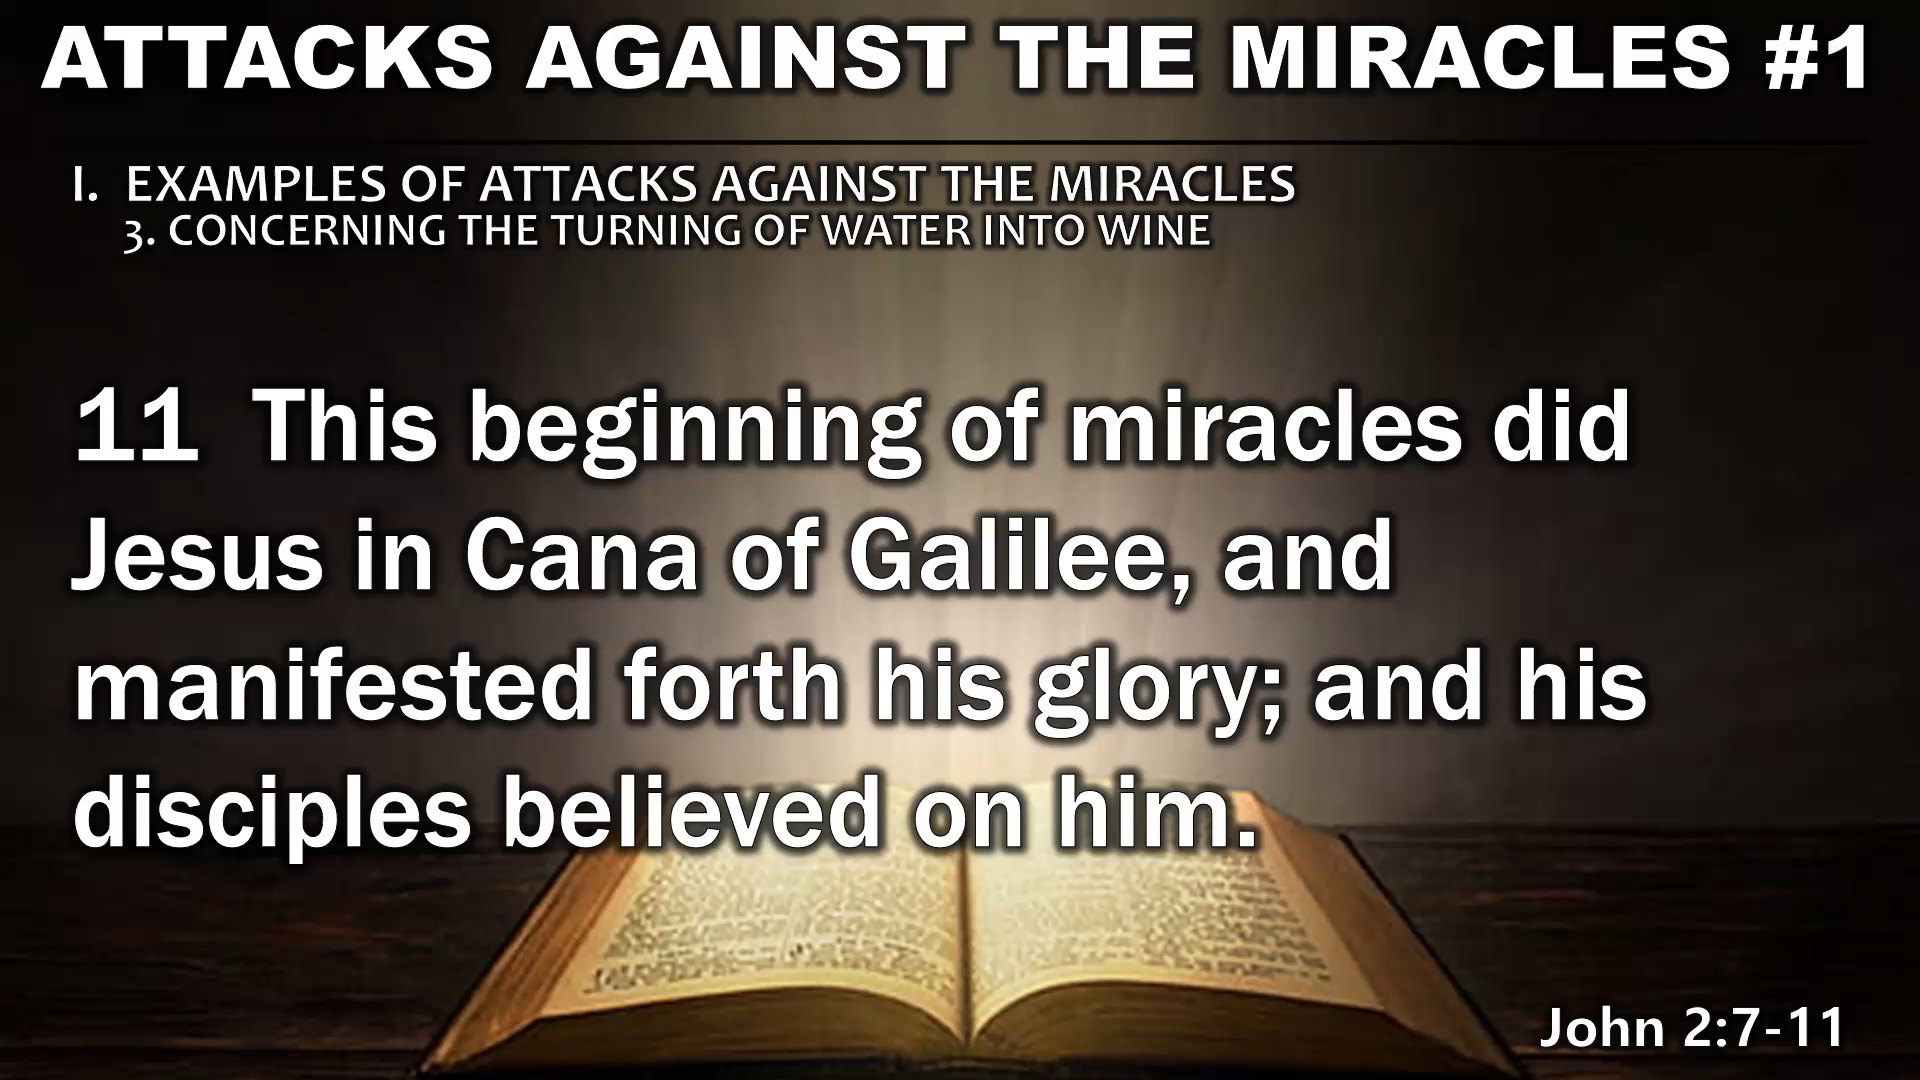 ATTACKS AGAINST THE MIRACLES #1
I. EXAMPLES OF ATTACKS AGAINST THE MIRACLES
3. CONCERNING THE TURNING OF WATER INTO WINE
11 This beginning of miracles did
Jesus in Cana of Galilee, and
manifested forth his glory; and his
disciples believed on him.
John 2:7-11